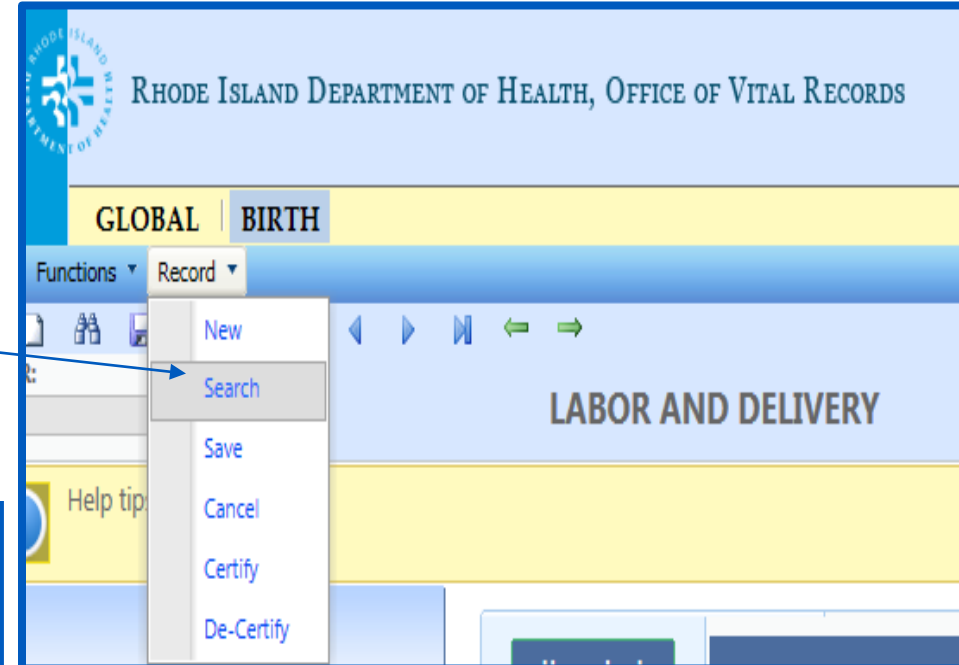 RHODE ISLAND DEPARTMENT OF HEALTH, OFFICE OF VITAL RECORDS
GLOBAL BIRTH
Functions Record
New
Search
LABOR AND DELIVERY
Save
Help tip
Cancel
Certify
De-Certify